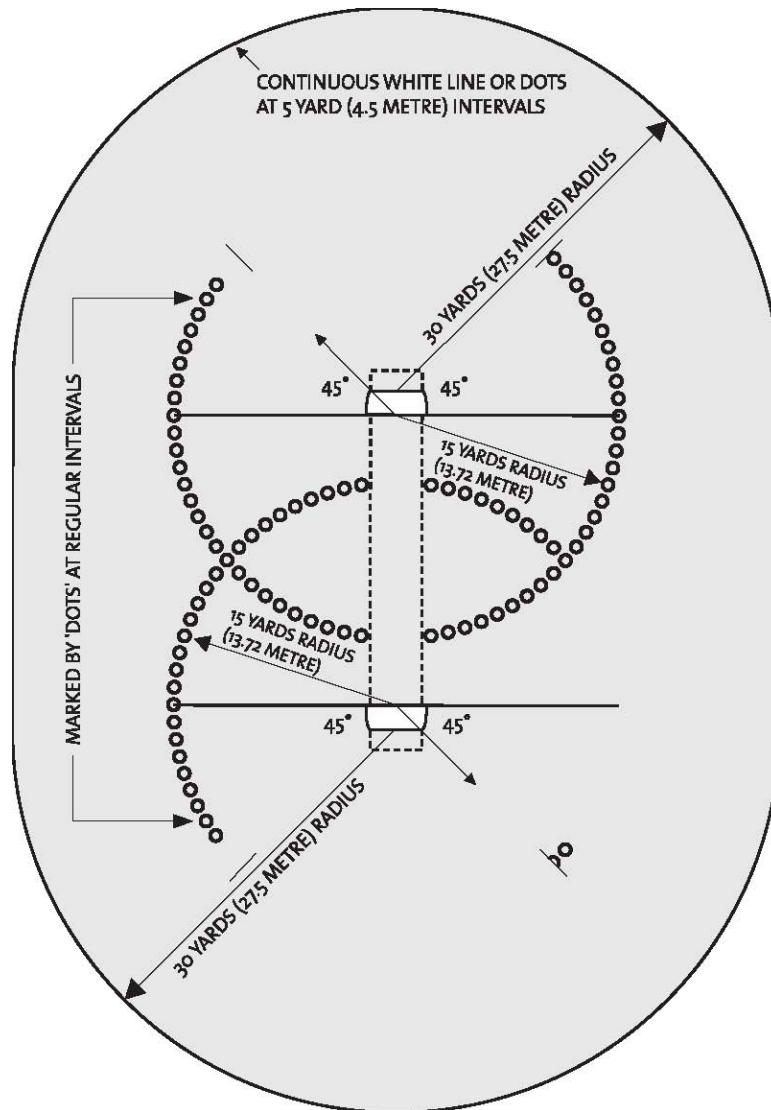 CONTINUOUS WHITE LINE OR DOTS
AT 5 YARD (4.5 METRE) INTERVALS
30 YARDS (27.5 METRE) RADIUS
MARKED BY 'DOTS' AT REGULAR INTERVALS
45°
45°
15 YARDS RADIUS
(13.72 METRE)
15 YARDS RADIUS
(13.72 METRE)
45°
45°
30 YARDS (27.5 METRE) RADIUS